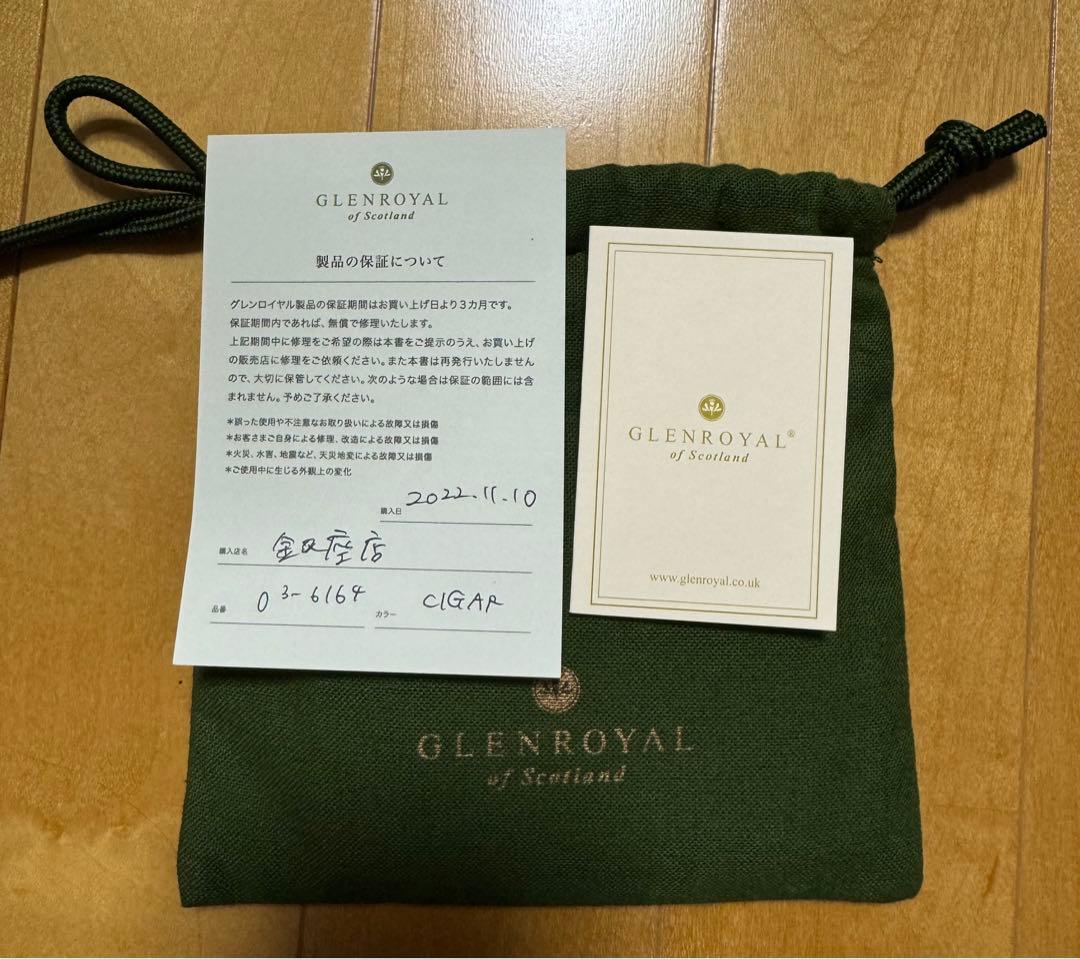 GLENROYAL
of Scotland
製品の保証について
グレンロイヤル製品の保証期間はお買い上げ日より3カ月です。
保証期間内であれば、無償で修理いたします。
上記期間中に修理をご希望の際は本書をご提示のうえ、お買い上げ
の販売店に修理をご依頼ください。また本書は再発行いたしません
ので、大切に保管してください。次のような場合は保証の範囲には含
まれません。予めご了承ください。
*誤った使用や不注意なお取り扱いによる故障又は損傷
*お客さまご自身による修理、改造による故障又は損傷
*火災、水害、地震など、天災地変による故障又は損傷
*ご使用中に生じる外観上の変化
購入日 2022.11.10
購入店名 銀座店
品番 03-6164 カラー CIGAR
GLENROYAL®
of Scotland
www.glenroyal.co.uk
GLENROYAL
of Scotland